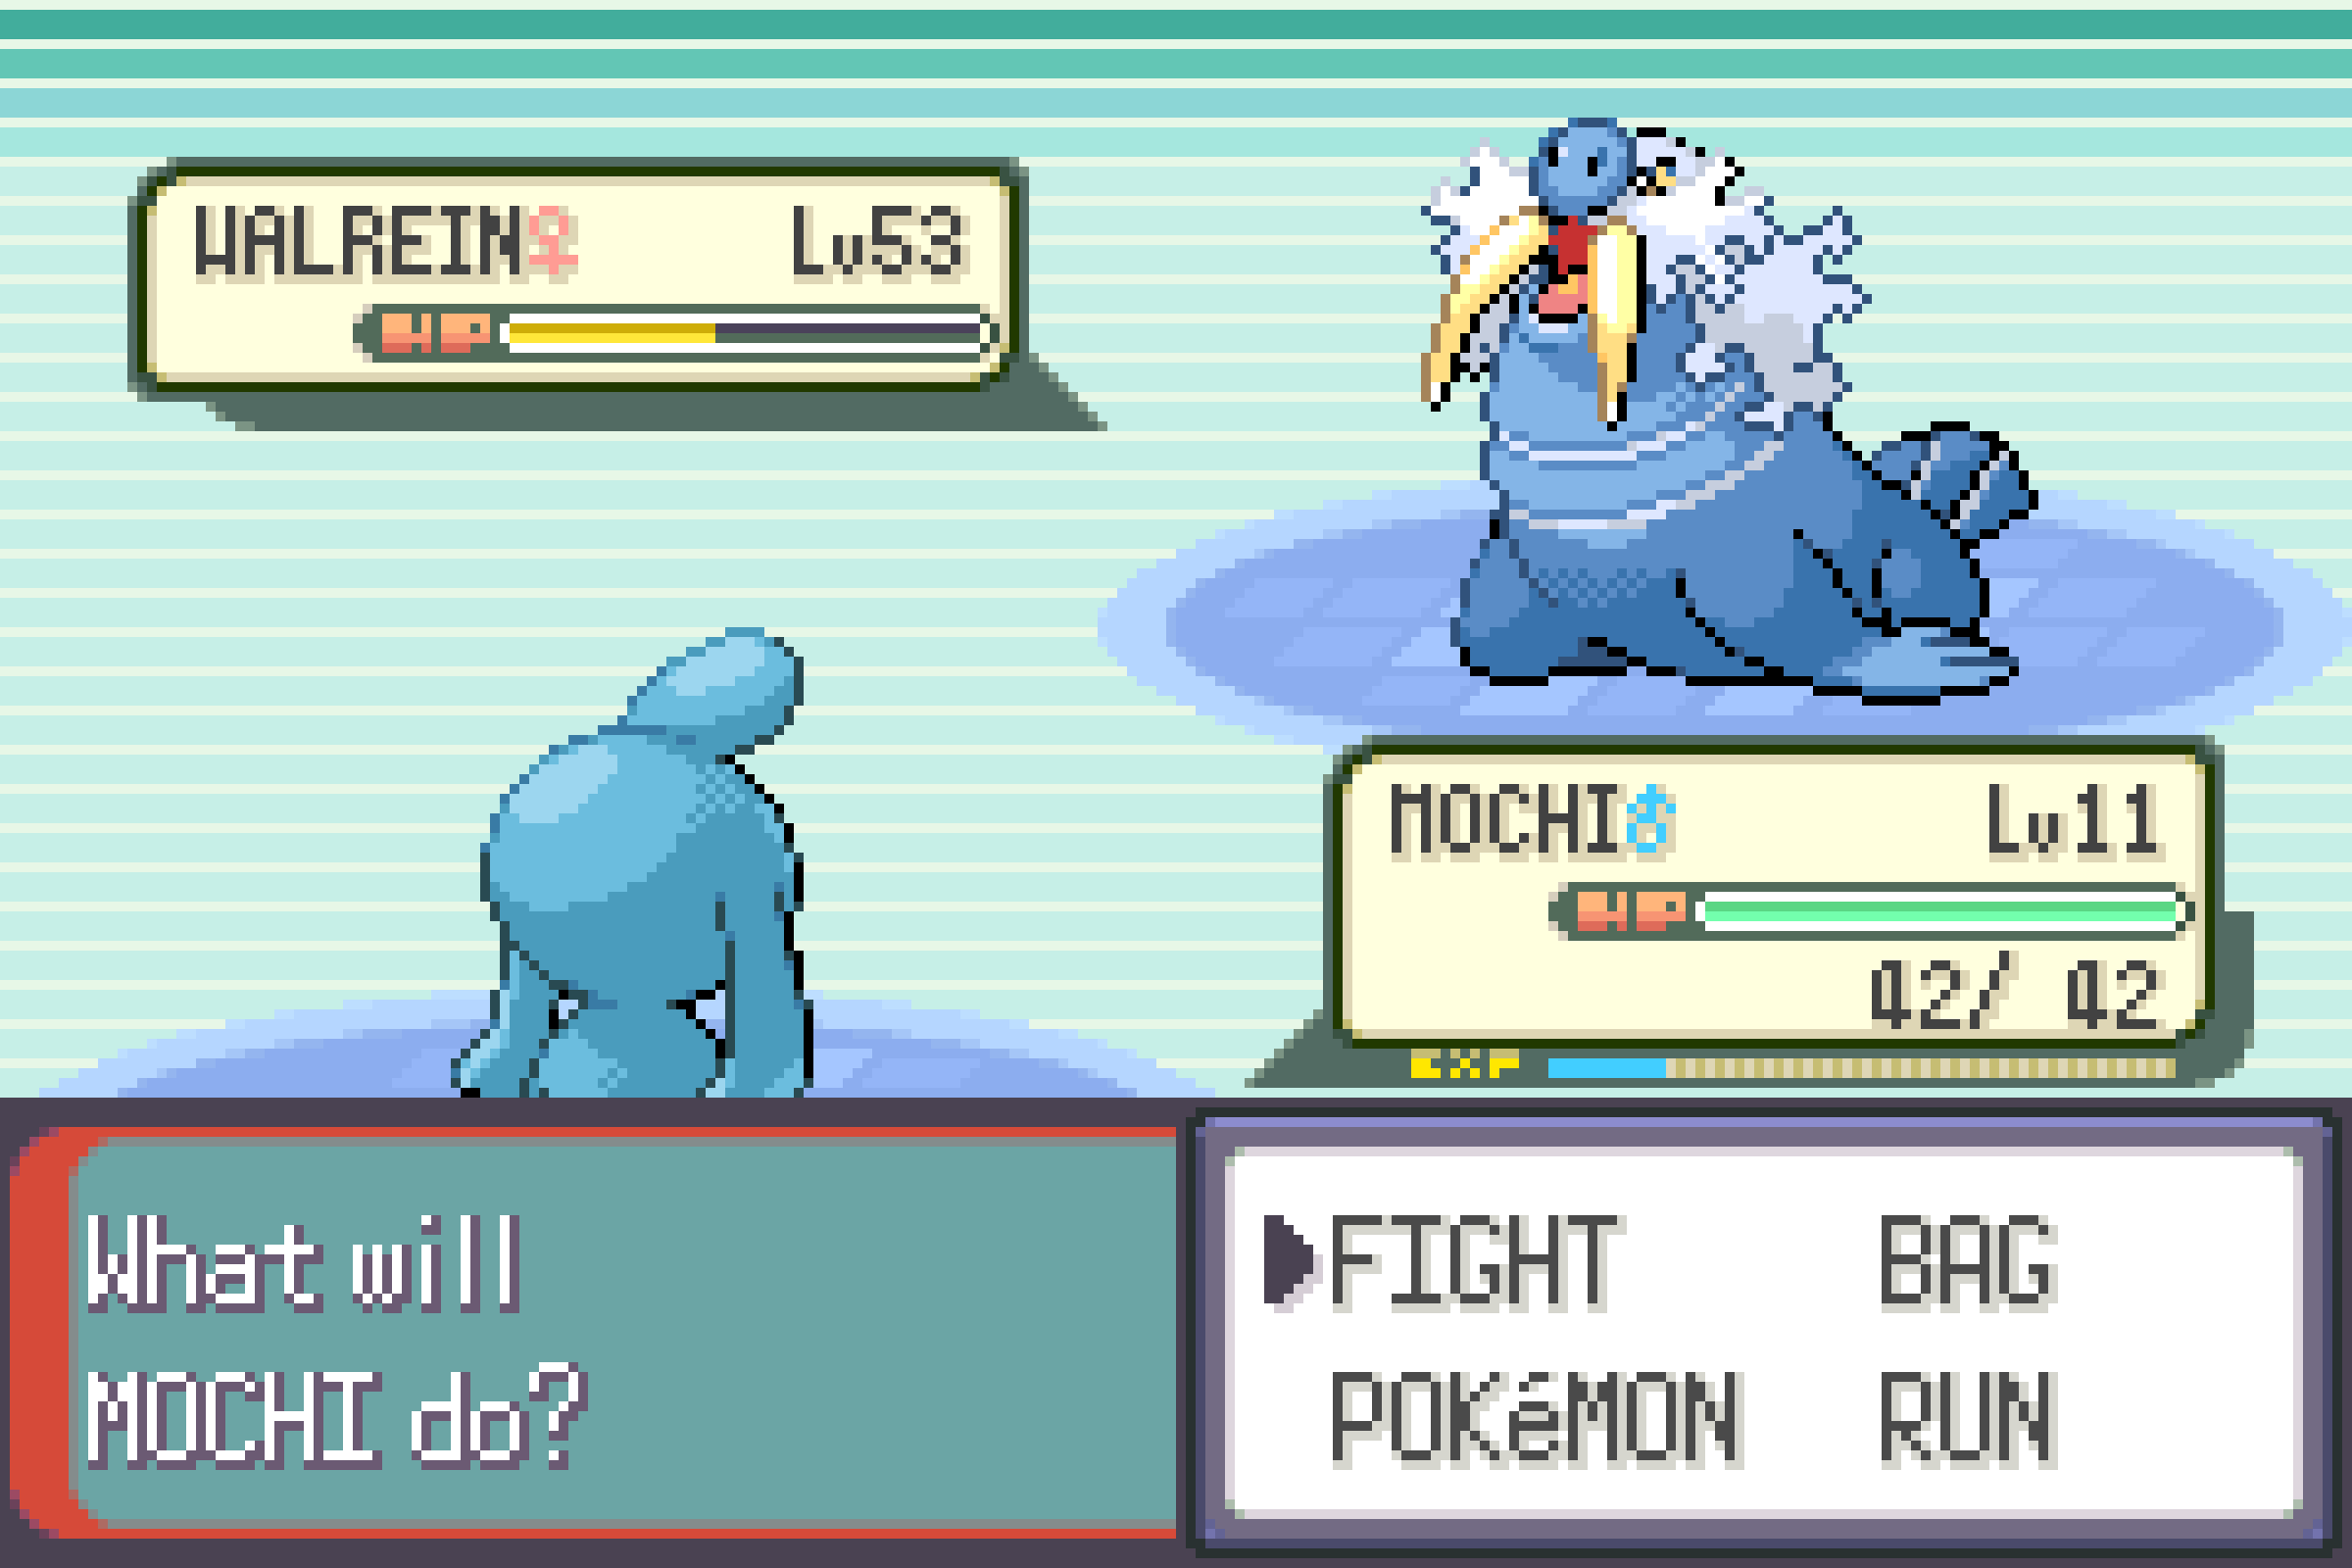 WALREIN♀ Lv53
HP
MOCHI♂ Lv11
HP
42/ 42
EXP
What will
MOCHI do?
FIGHT BAG
POKéMON RUN